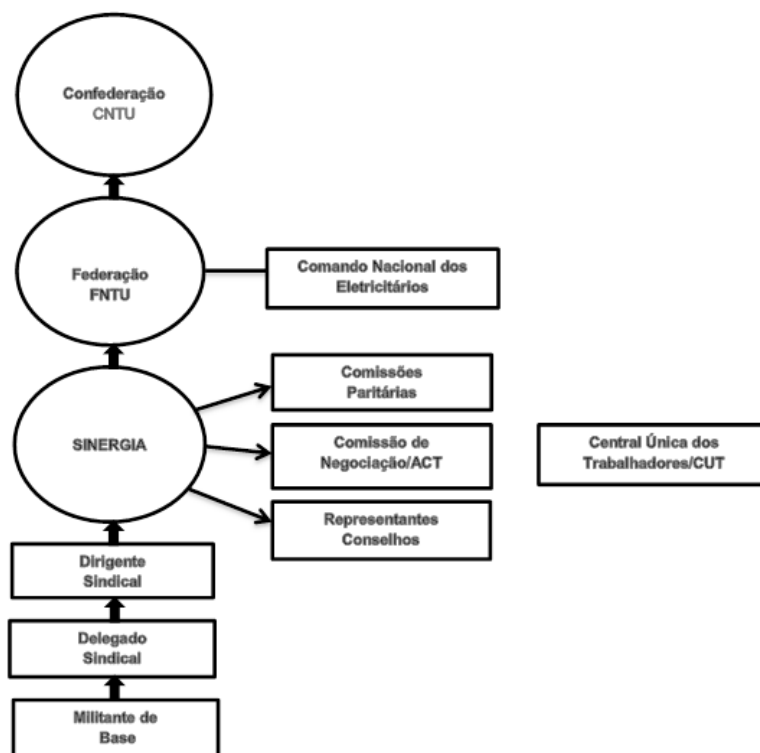 Confederação
CNTU
Federação
FNTU
Comando Nacional dos
Eletricitários
SINERGIA
Comissões
Paritárias
Comissão de
Negociação/ACT
Representantes
Conselhos
Central Única dos
Trabalhadores/CUT
Dirigente
Sindical
Delegado
Sindical
Militante de
Base